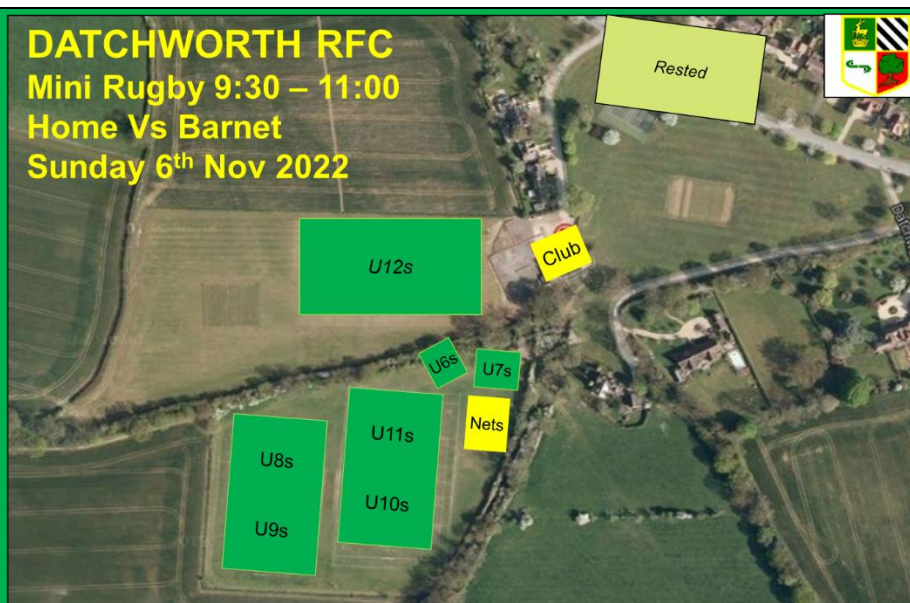 DATCHWORTH RFC
Mini Rugby 9:30 – 11:00
Home Vs Barnet
Sunday 6th Nov 2022
Rested
Club
U12s
U6s
U7s
Nets
U11s
U10s
U8s
U9s